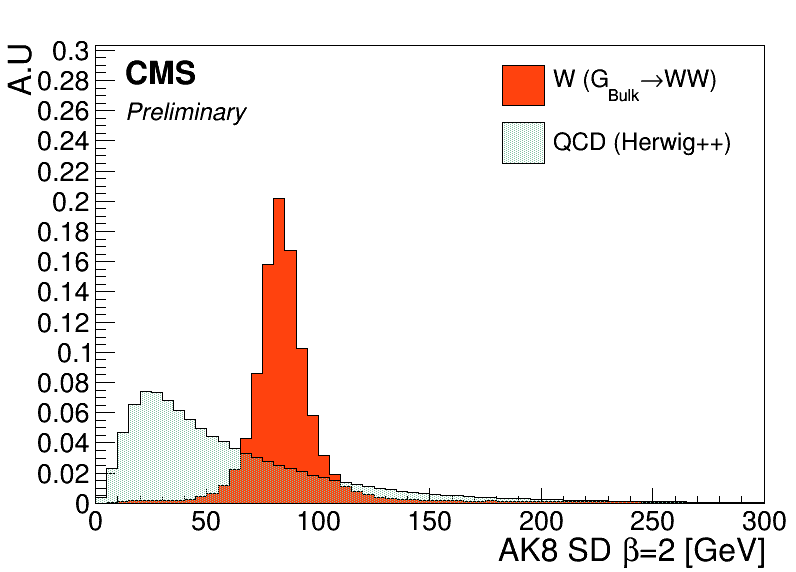 A.U
0.3
0.28
0.26
0.24
0.22
0.2
0.18
0.16
0.14
0.12
0.1
0.08
0.06
0.04
0.02
0
CMS
Preliminary
W (G_Bulk→WW)
QCD (Herwig++)
0 50 100 150 200 250 300
AK8 SD β=2 [GeV]